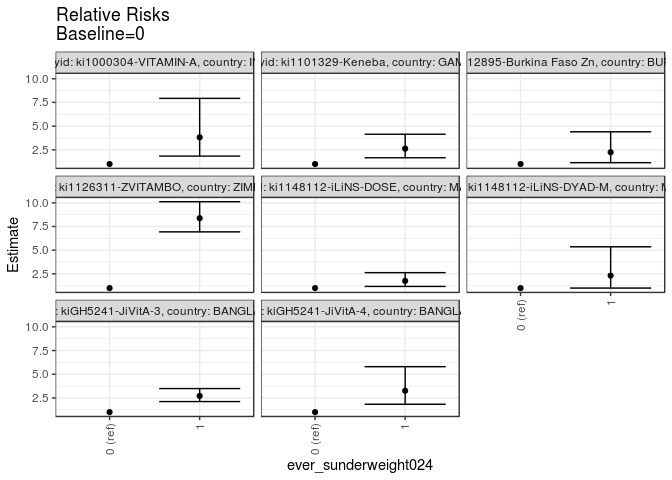 Relative Risks
Baseline=0
yid: ki1000304-VITAMIN-A, country: I
yid: ki1101329-Keneba, country: GAM
12895-Burkina Faso Zn, country: BU
10.0
7.5
5.0
2.5
: ki1126311-ZVITAMBO, country: ZIM
: ki1148112-iLiNS-DOSE, country: MA
ki1148112-iLiNS-DYAD-M, country: M
10.0
7.5
5.0
2.5
: kiGH5241-JiVitA-3, country: BANGL
: kiGH5241-JiVitA-4, country: BANGL
10.0
7.5
5.0
2.5
Estimate
0 (ref)
1
0 (ref)
1
0 (ref)
1
ever_sunderweight024